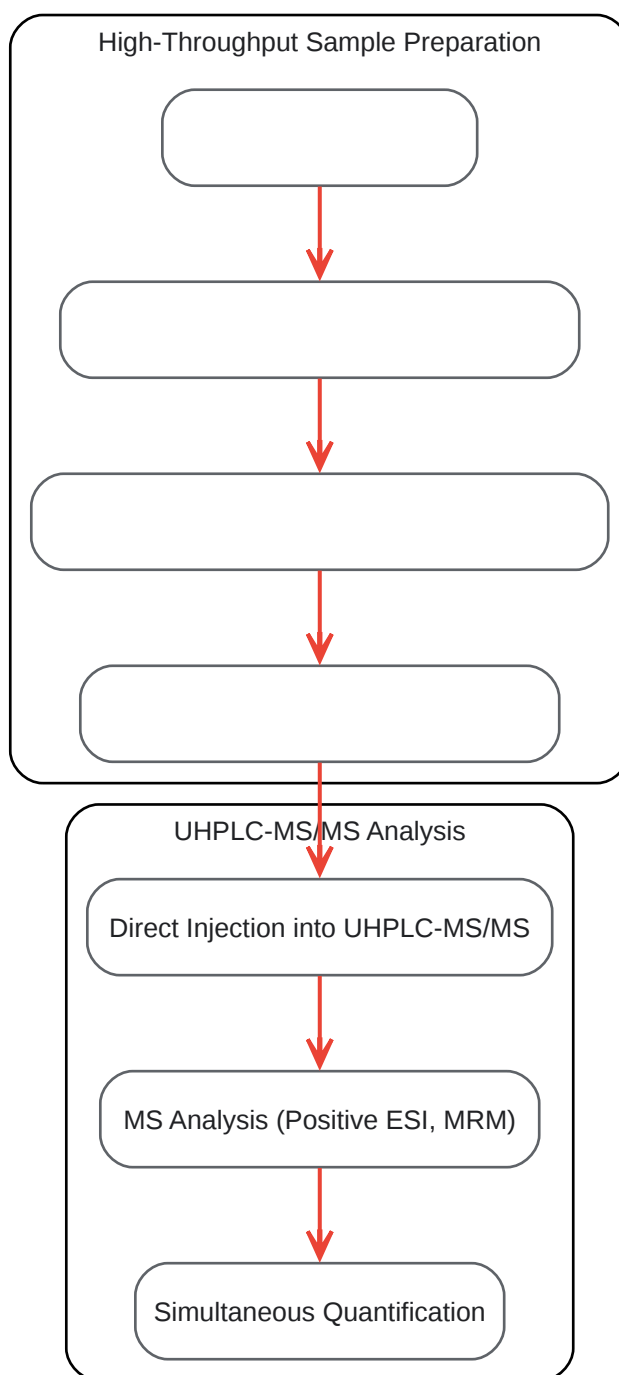 High-Throughput Sample Preparation
UHPLC-MS/MS Analysis
Direct Injection into UHPLC-MS/MS
MS Analysis (Positive ESI, MRM)
Simultaneous Quantification